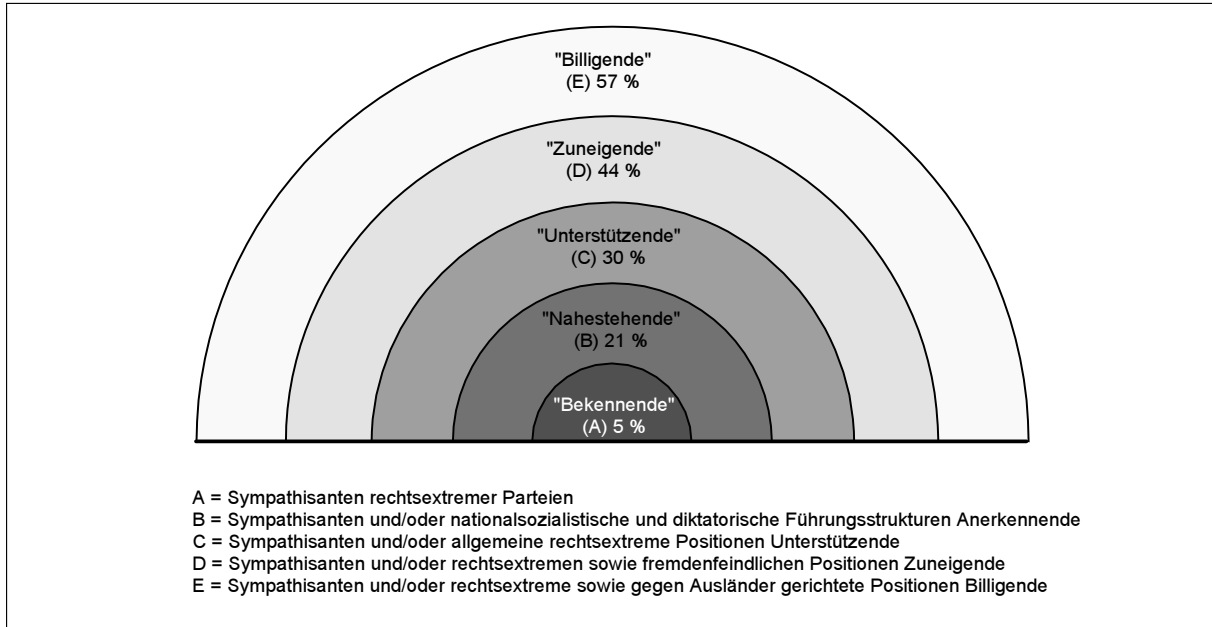 "Billigende"
(E) 57 %
"Zuneigende"
(D) 44 %
"Unterstützende"
(C) 30 %
"Nahestehende"
(B) 21 %
"Bekennende"
(A) 5 %
A = Sympathisanten rechtsextremer Parteien
B = Sympathisanten und/oder nationalsozialistische und diktatorische Führungsstrukturen Anerkennende
C = Sympathisanten und/oder allgemeine rechtsextreme Positionen Unterstützende
D = Sympathisanten und/oder rechtsextremen sowie fremdenfeindlichen Positionen Zuneigende
E = Sympathisanten und/oder rechtsextreme sowie gegen Ausländer gerichtete Positionen Billigende